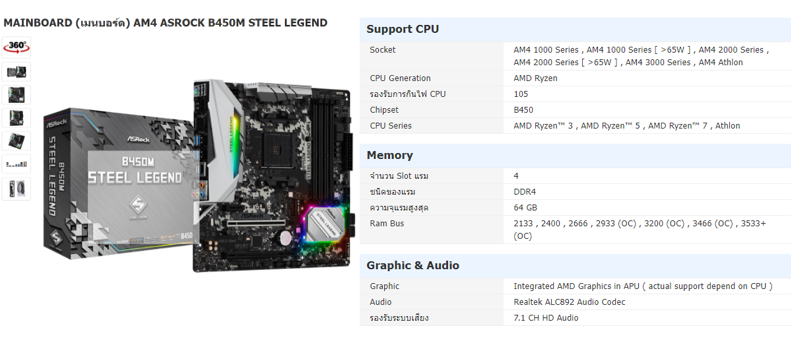 MAINBOARD (เมนบอร์ด) AM4 ASROCK B450M STEEL LEGEND
360°
ASRock
STEEL LEGEND
B450M
B450M
STEEL LEGEND
B450
Support CPU
Socket AM4 1000 Series , AM4 1000 Series [ >65W ] , AM4 2000 Series ,
AM4 2000 Series [ >65W ] , AM4 3000 Series , AM4 Athlon
CPU Generation AMD Ryzen
รองรับการกินไฟ CPU 105
Chipset B450
CPU Series AMD Ryzen™ 3 , AMD Ryzen™ 5 , AMD Ryzen™ 7 , Athlon
Memory
จำนวน Slot แรม 4
ชนิดของแรม DDR4
ความจุแรมสูงสุด 64 GB
Ram Bus 2133 , 2400 , 2666 , 2933 (OC) , 3200 (OC) , 3466 (OC) , 3533+
(OC)
Graphic & Audio
Graphic Integrated AMD Graphics in APU ( actual support depend on CPU )
Audio Realtek ALC892 Audio Codec
รองรับระบบเสียง 7.1 CH HD Audio